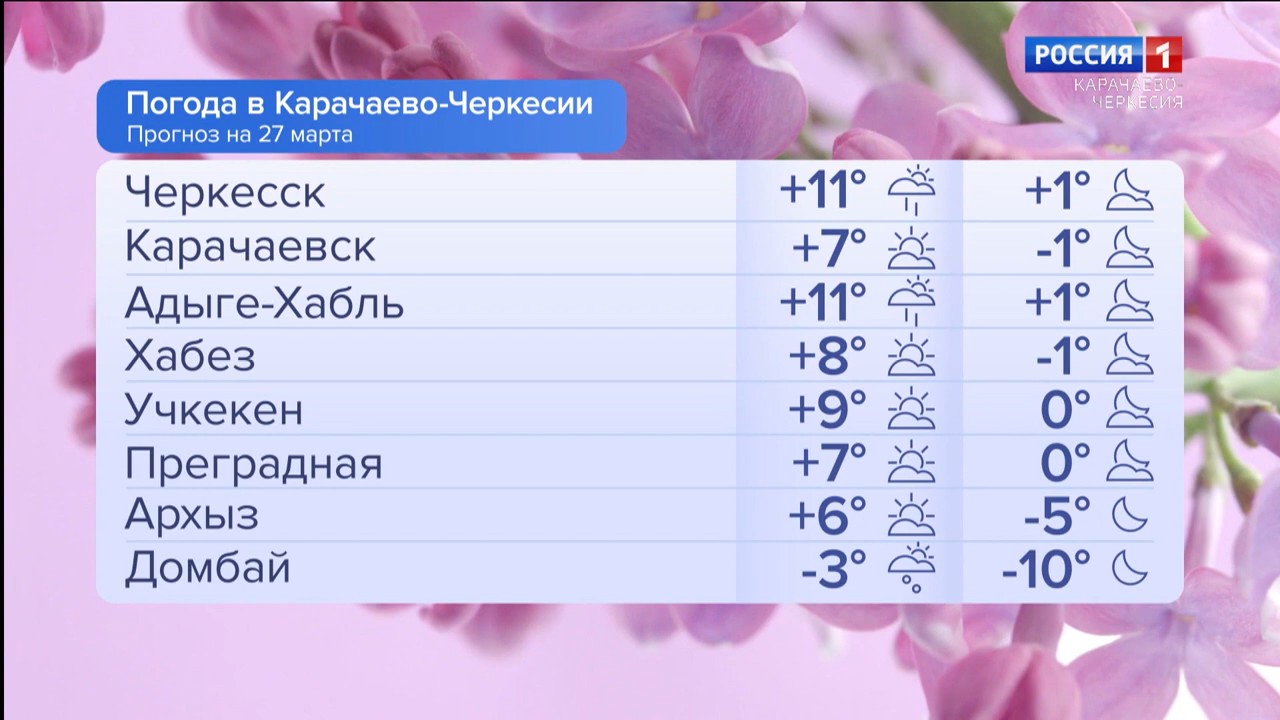 РОССИЯ 1
КАРАЧАЕВО-
ЧЕРКЕСИЯ
Погода в Карачаево-Черкесии
Прогноз на 27 марта
Черкесск +11° +1°
Карачаевск +7° -1°
Адыге-Хабль +11° +1°
Хабез +8° -1°
Учкекен +9° 0°
Преградная +7° 0°
Архыз +6° -5°
Домбай -3° -10°